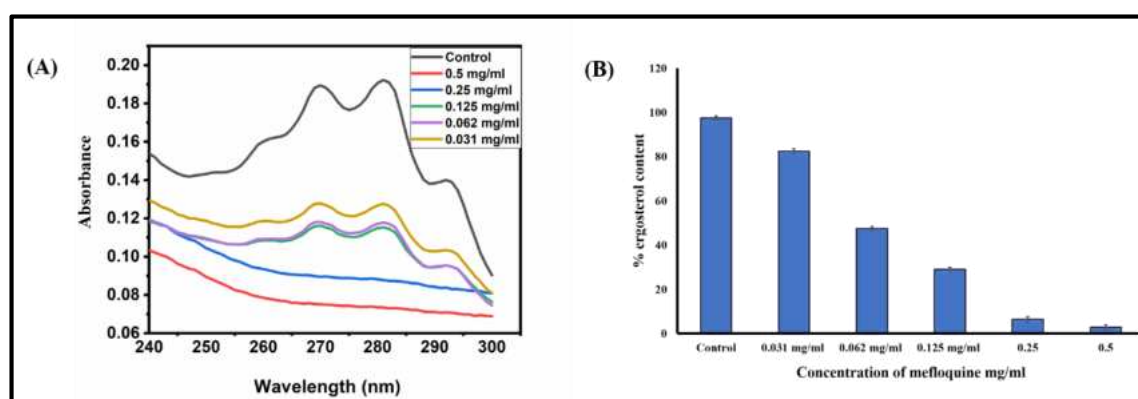 (A)
0.20
0.18
0.16
0.14
0.12
0.10
0.08
0.06
Absorbance
240 250 260 270 280 290 300
Wavelength (nm)
Control
0.5 mg/ml
0.25 mg/ml
0.125 mg/ml
0.062 mg/ml
0.031 mg/ml
(B)
120
100
80
60
40
20
0
% ergosterol content
Control 0.031 mg/ml 0.062 mg/ml 0.125 mg/ml 0.25 0.5
Concentration of mefloquine mg/ml